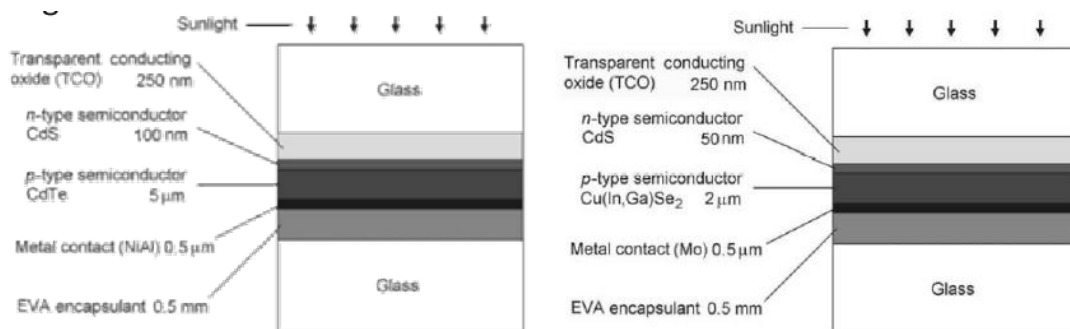 Sunlight
Transparent conducting
oxide (TCO) 250 nm
Glass
n-type semiconductor
CdS 100 nm
p-type semiconductor
CdTe 5 μm
Metal contact (NiAl) 0.5 μm
Glass
EVA encapsulant 0.5 mm
Sunlight
Transparent conducting
oxide (TCO) 250 nm
Glass
n-type semiconductor
CdS 50 nm
p-type semiconductor
Cu(In,Ga)Se₂ 2 μm
Metal contact (Mo) 0.5 μm
EVA encapsulant 0.5 mm
Glass